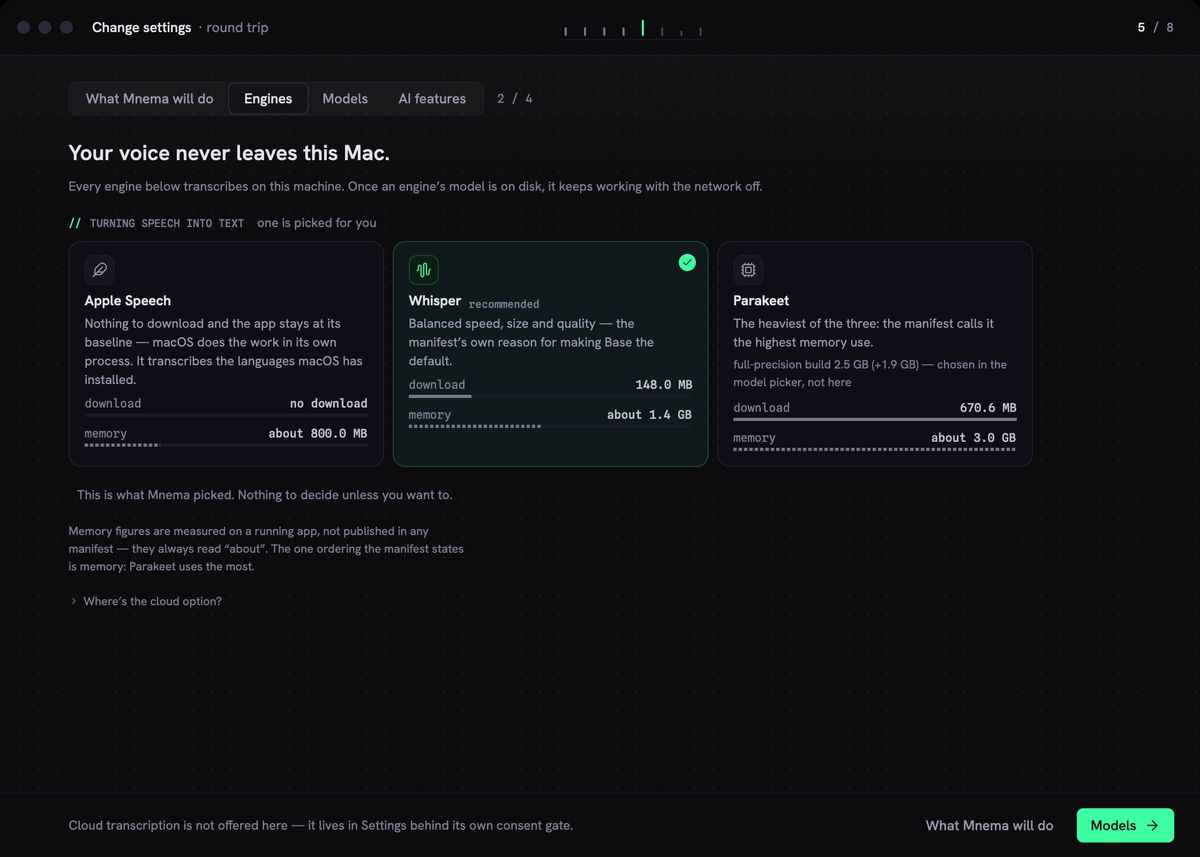 Change settings · round trip
5 / 8
What Mnema will do
Engines
Models
AI features
2 / 4
Your voice never leaves this Mac.
Every engine below transcribes on this machine. Once an engine’s model is on disk, it keeps working with the network off.
// TURNING SPEECH INTO TEXT one is picked for you
Apple Speech
Nothing to download and the app stays at its
baseline — macOS does the work in its own
process. It transcribes the languages macOS has
installed.
download no download
memory about 800.0 MB
Whisper recommended
Balanced speed, size and quality — the
manifest’s own reason for making Base the
default.
download 148.0 MB
memory about 1.4 GB
Parakeet
The heaviest of the three: the manifest calls it
the highest memory use.
full-precision build 2.5 GB (+1.9 GB) — chosen in the
model picker, not here
download 670.6 MB
memory about 3.0 GB
This is what Mnema picked. Nothing to decide unless you want to.
Memory figures are measured on a running app, not published in any
manifest — they always read “about”. The one ordering the manifest states
is memory: Parakeet uses the most.
Where’s the cloud option?
Cloud transcription is not offered here — it lives in Settings behind its own consent gate.
What Mnema will do
Models